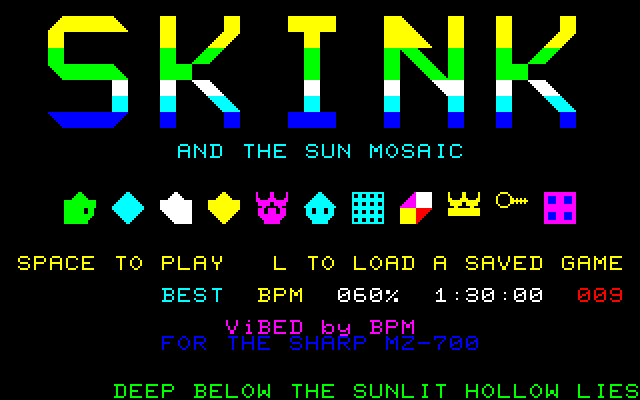 SKINK
AND THE SUN MOSAIC
SPACE TO PLAY   L TO LOAD A SAVED GAME
BEST  BPM  060%  1:30:00  009
ViBED by BPM
FOR THE SHARP MZ-700
DEEP BELOW THE SUNLIT HOLLOW LIES